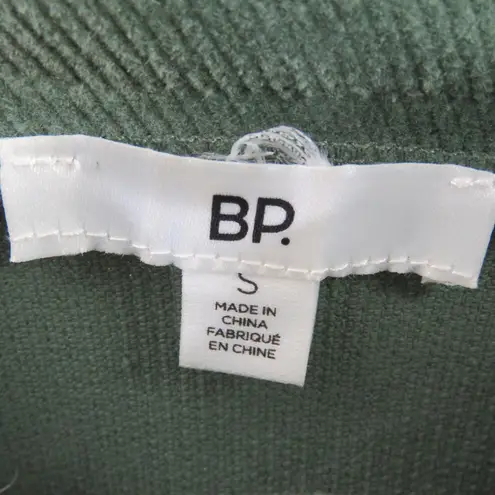 BP.
S
MADE IN
CHINA
FABRIQUÉ
EN CHINE